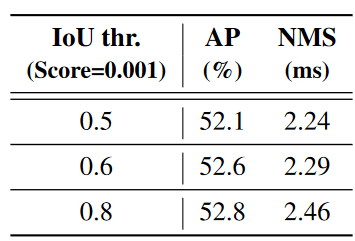 IoU thr. AP NMS
(Score=0.001) (%) (ms)
0.5 52.1 2.24
0.6 52.6 2.29
0.8 52.8 2.46